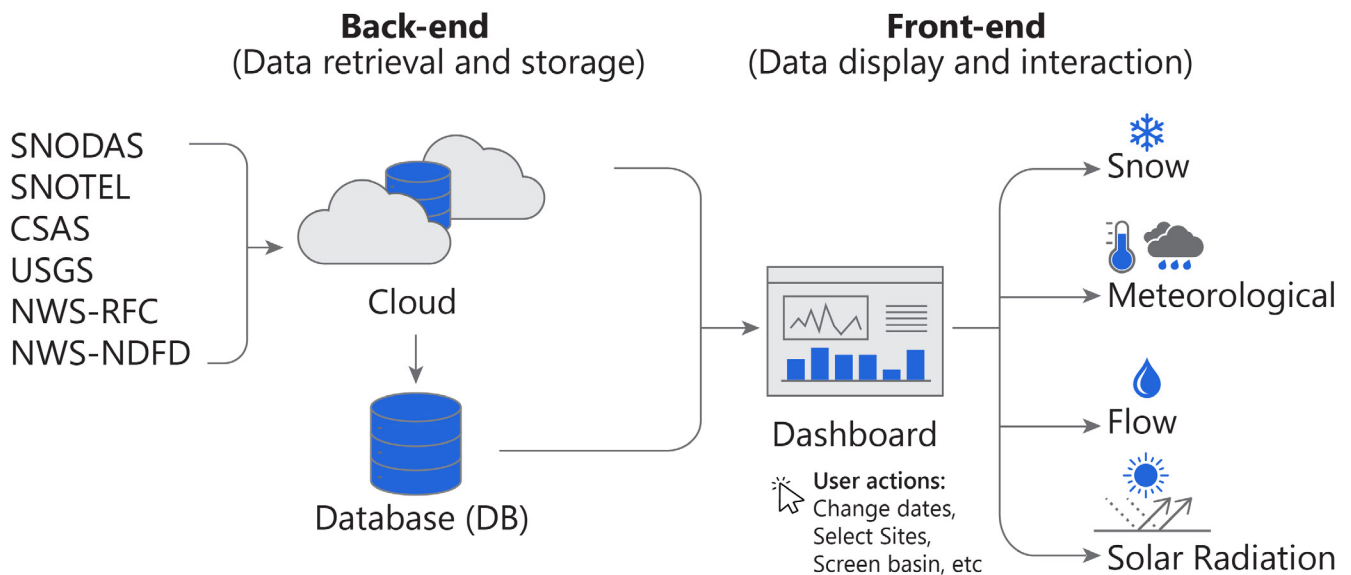 Back-end
(Data retrieval and storage)
SNODAS
SNOTEL
CSAS
USGS
NWS-RFC
NWS-NDFD
Cloud
Database (DB)
Front-end
(Data display and interaction)
Dashboard
User actions:
Change dates,
Select Sites,
Screen basin, etc
Snow
Meteorological
Flow
Solar Radiation